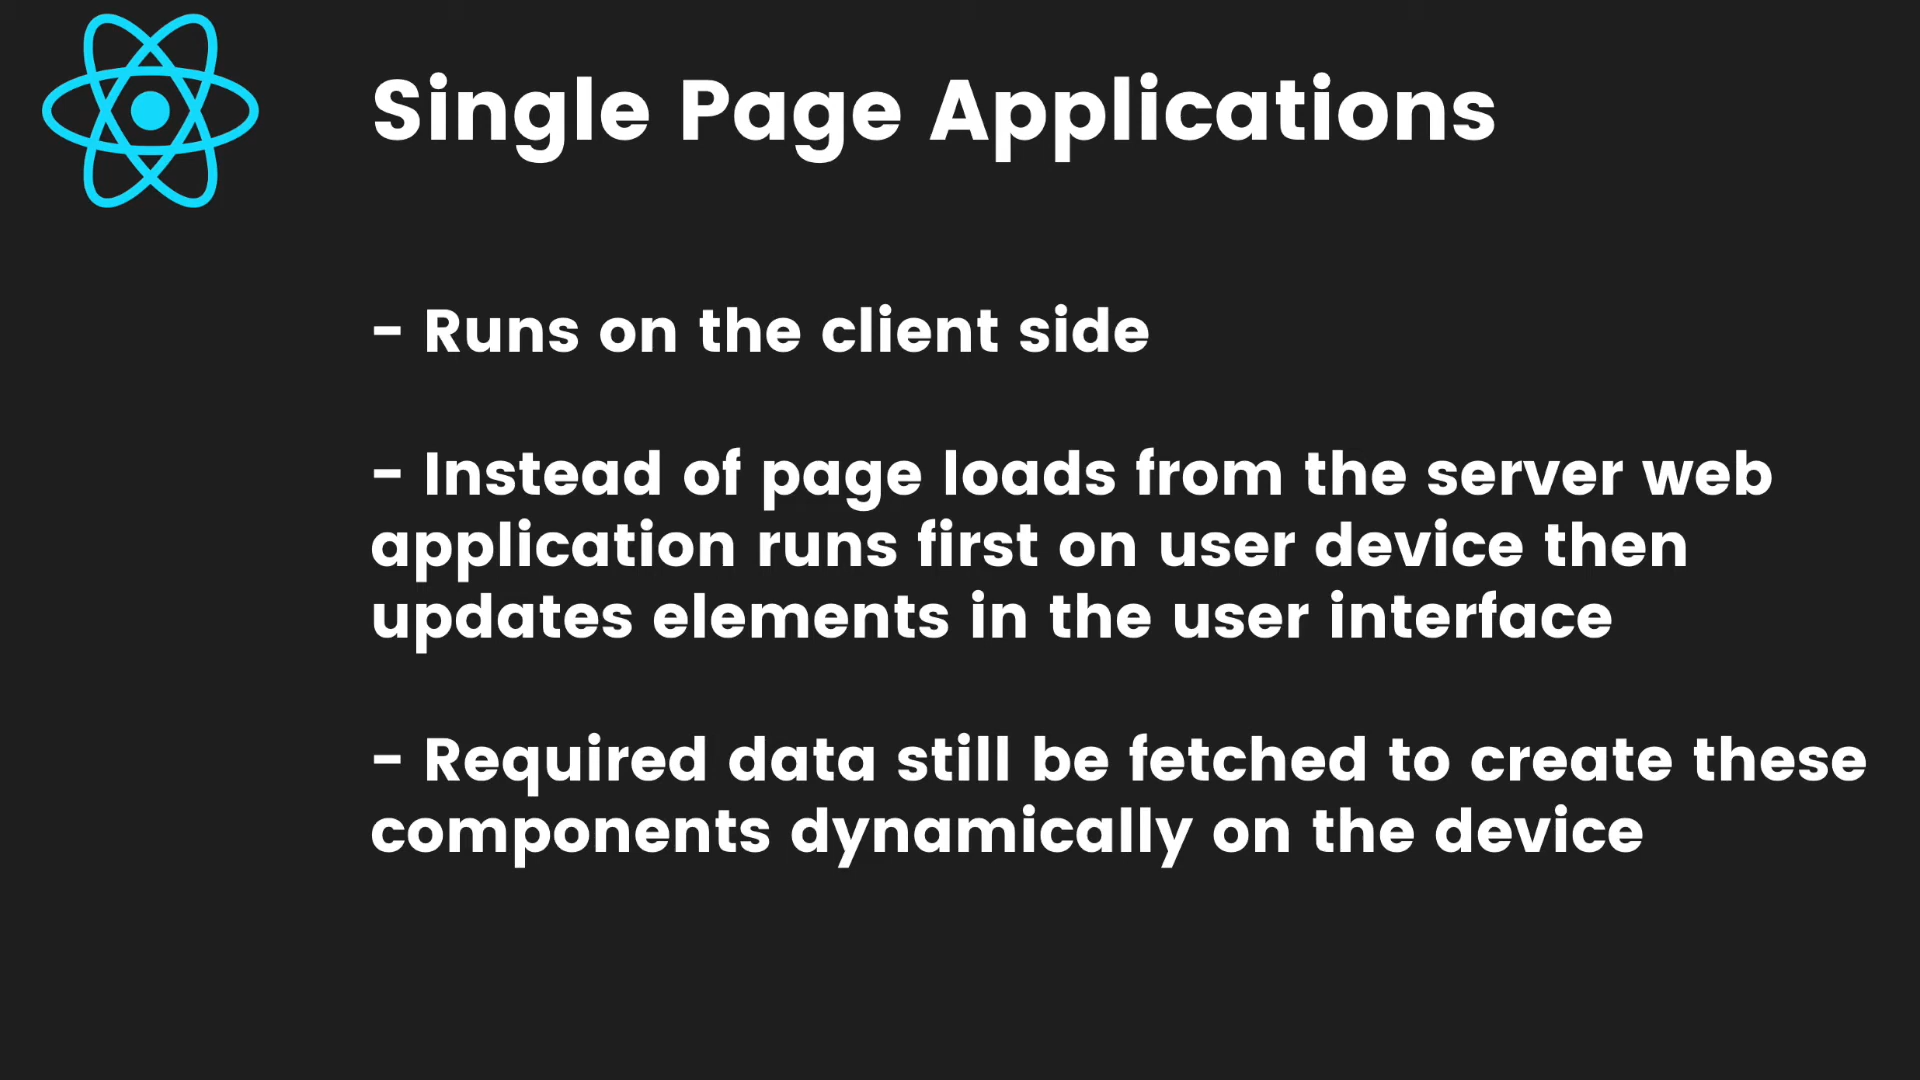 Single Page Applications
- Runs on the client side
- Instead of page loads from the server web
application runs first on user device then
updates elements in the user interface
- Required data still be fetched to create these
components dynamically on the device